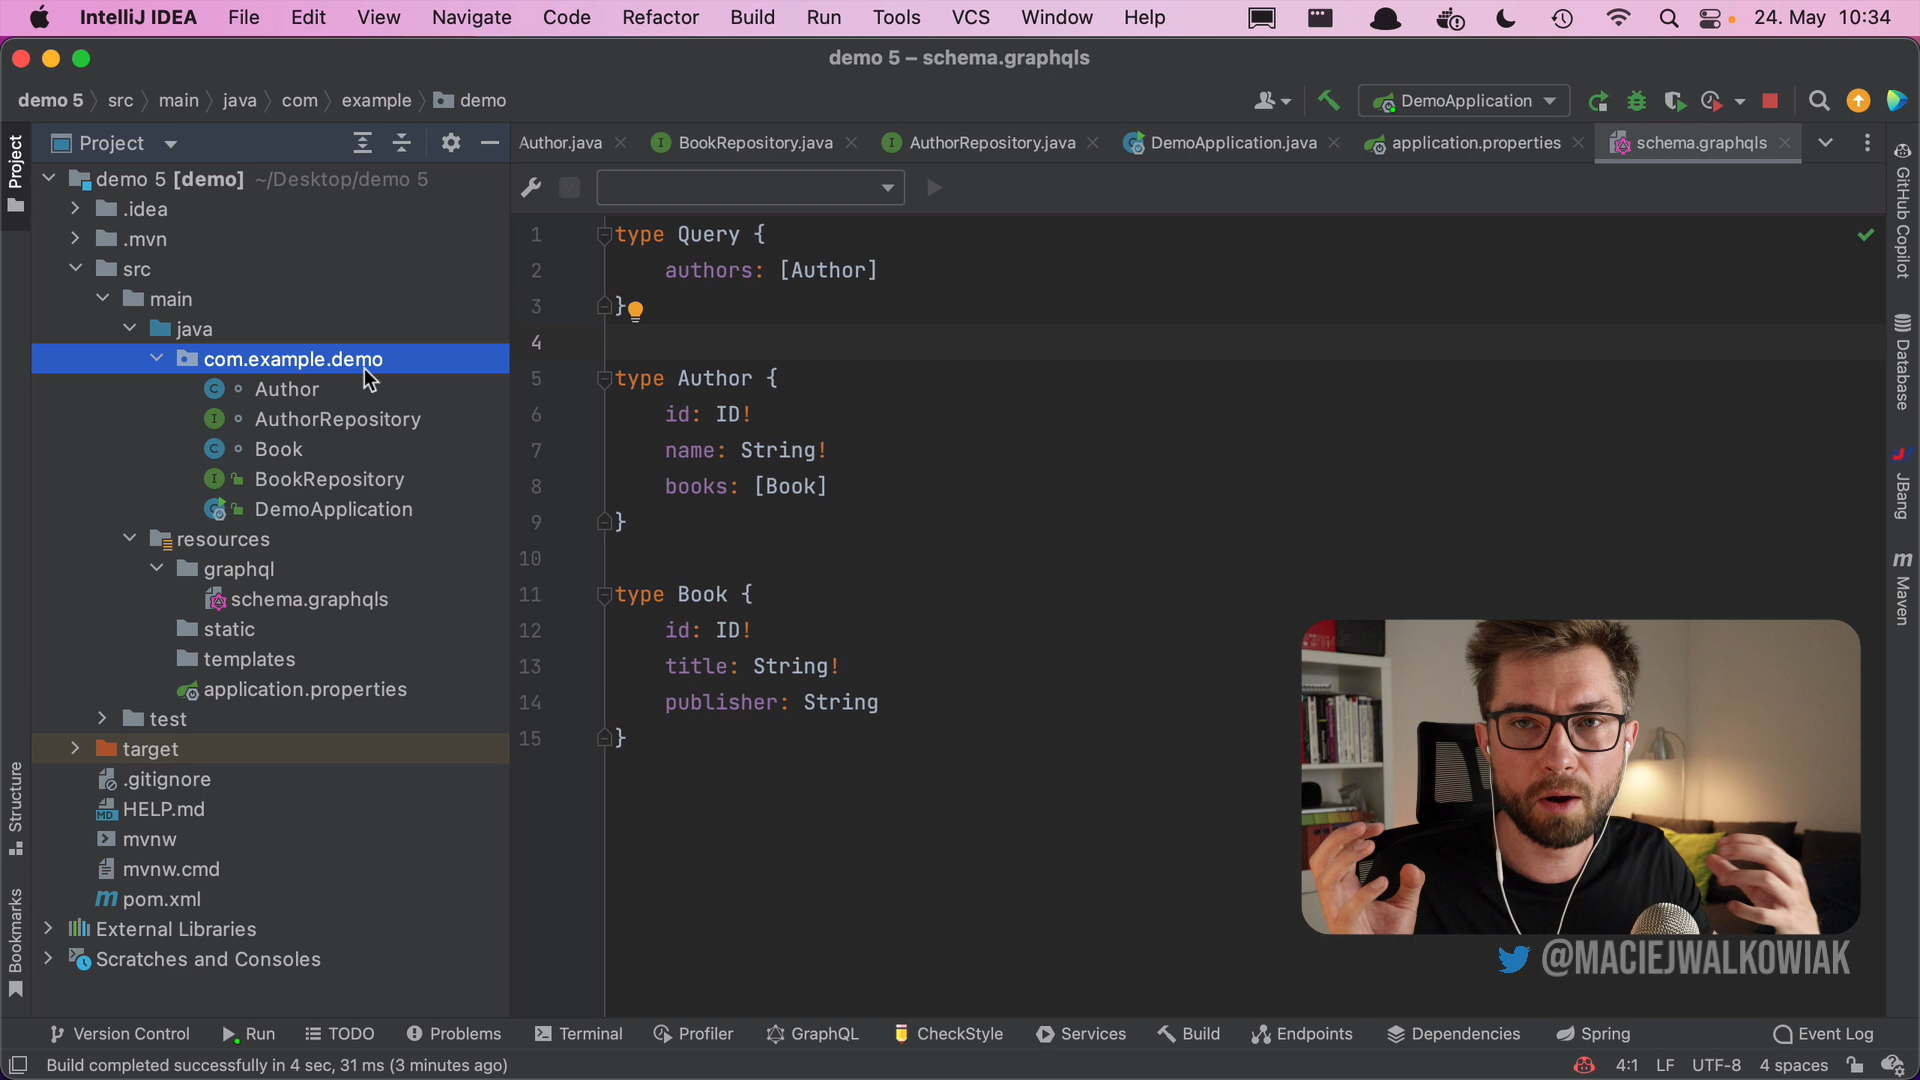 IntelliJ IDEA File Edit View Navigate Code Refactor Build Run Tools VCS Window Help 24. May 10:34
demo 5 – schema.graphqls
demo 5 src main java com example demo DemoApplication
Project Author.java BookRepository.java AuthorRepository.java DemoApplication.java application.properties schema.graphqls
demo 5 [demo] ~/Desktop/demo 5
.idea
.mvn
src
main
java
com.example.demo
Author
AuthorRepository
Book
BookRepository
DemoApplication
resources
graphql
schema.graphqls
static
templates
application.properties
test
target
.gitignore
HELP.md
mvnw
mvnw.cmd
pom.xml
External Libraries
Scratches and Consoles
1 type Query {
2 authors: [Author]
3 }
4
5 type Author {
6 id: ID!
7 name: String!
8 books: [Book]
9 }
10
11 type Book {
12 id: ID!
13 title: String!
14 publisher: String
15 }
Project
Structure
Bookmarks
GitHub Copilot
Database
JBang
Maven
@MACIEJWALKOWIAK
Version Control Run TODO Problems Terminal Profiler GraphQL CheckStyle Services Build Endpoints Dependencies Spring Event Log
Build completed successfully in 4 sec, 31 ms (3 minutes ago) 4:1 LF UTF-8 4 spaces